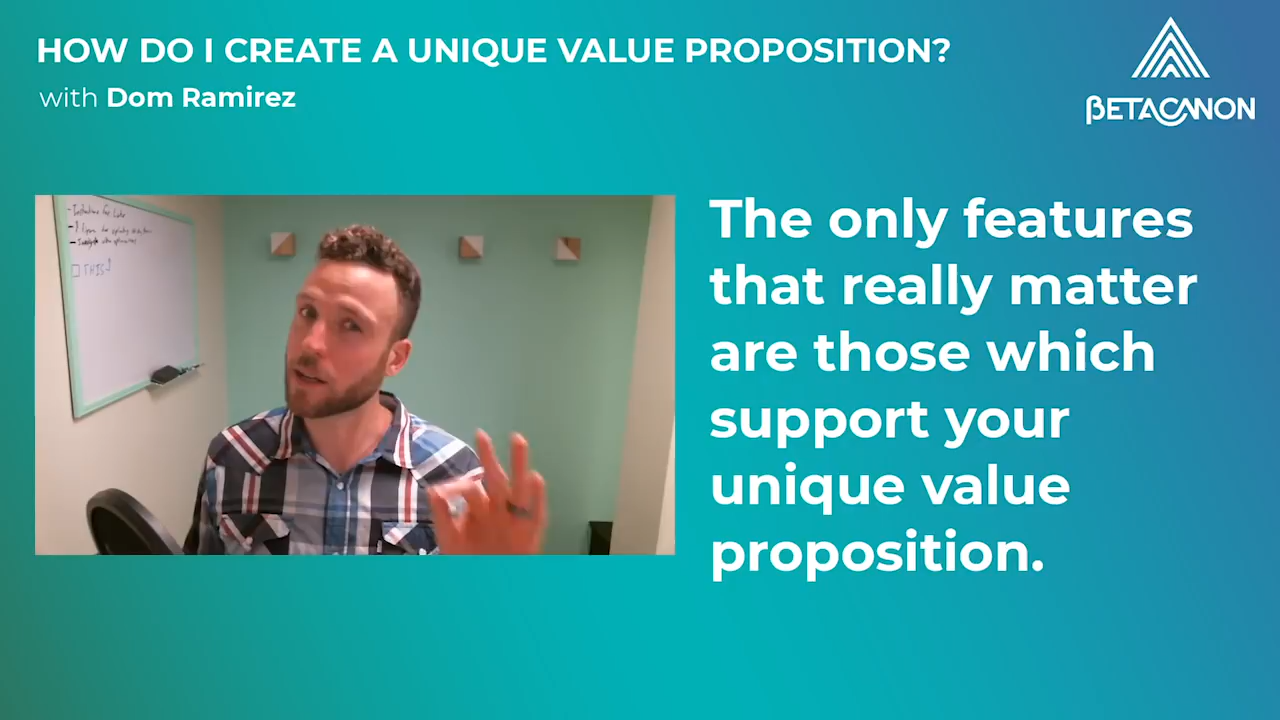 HOW DO I CREATE A UNIQUE VALUE PROPOSITION?
with Dom Ramirez
BETACANON
The only features
that really matter
are those which
support your
unique value
proposition.
THIS!